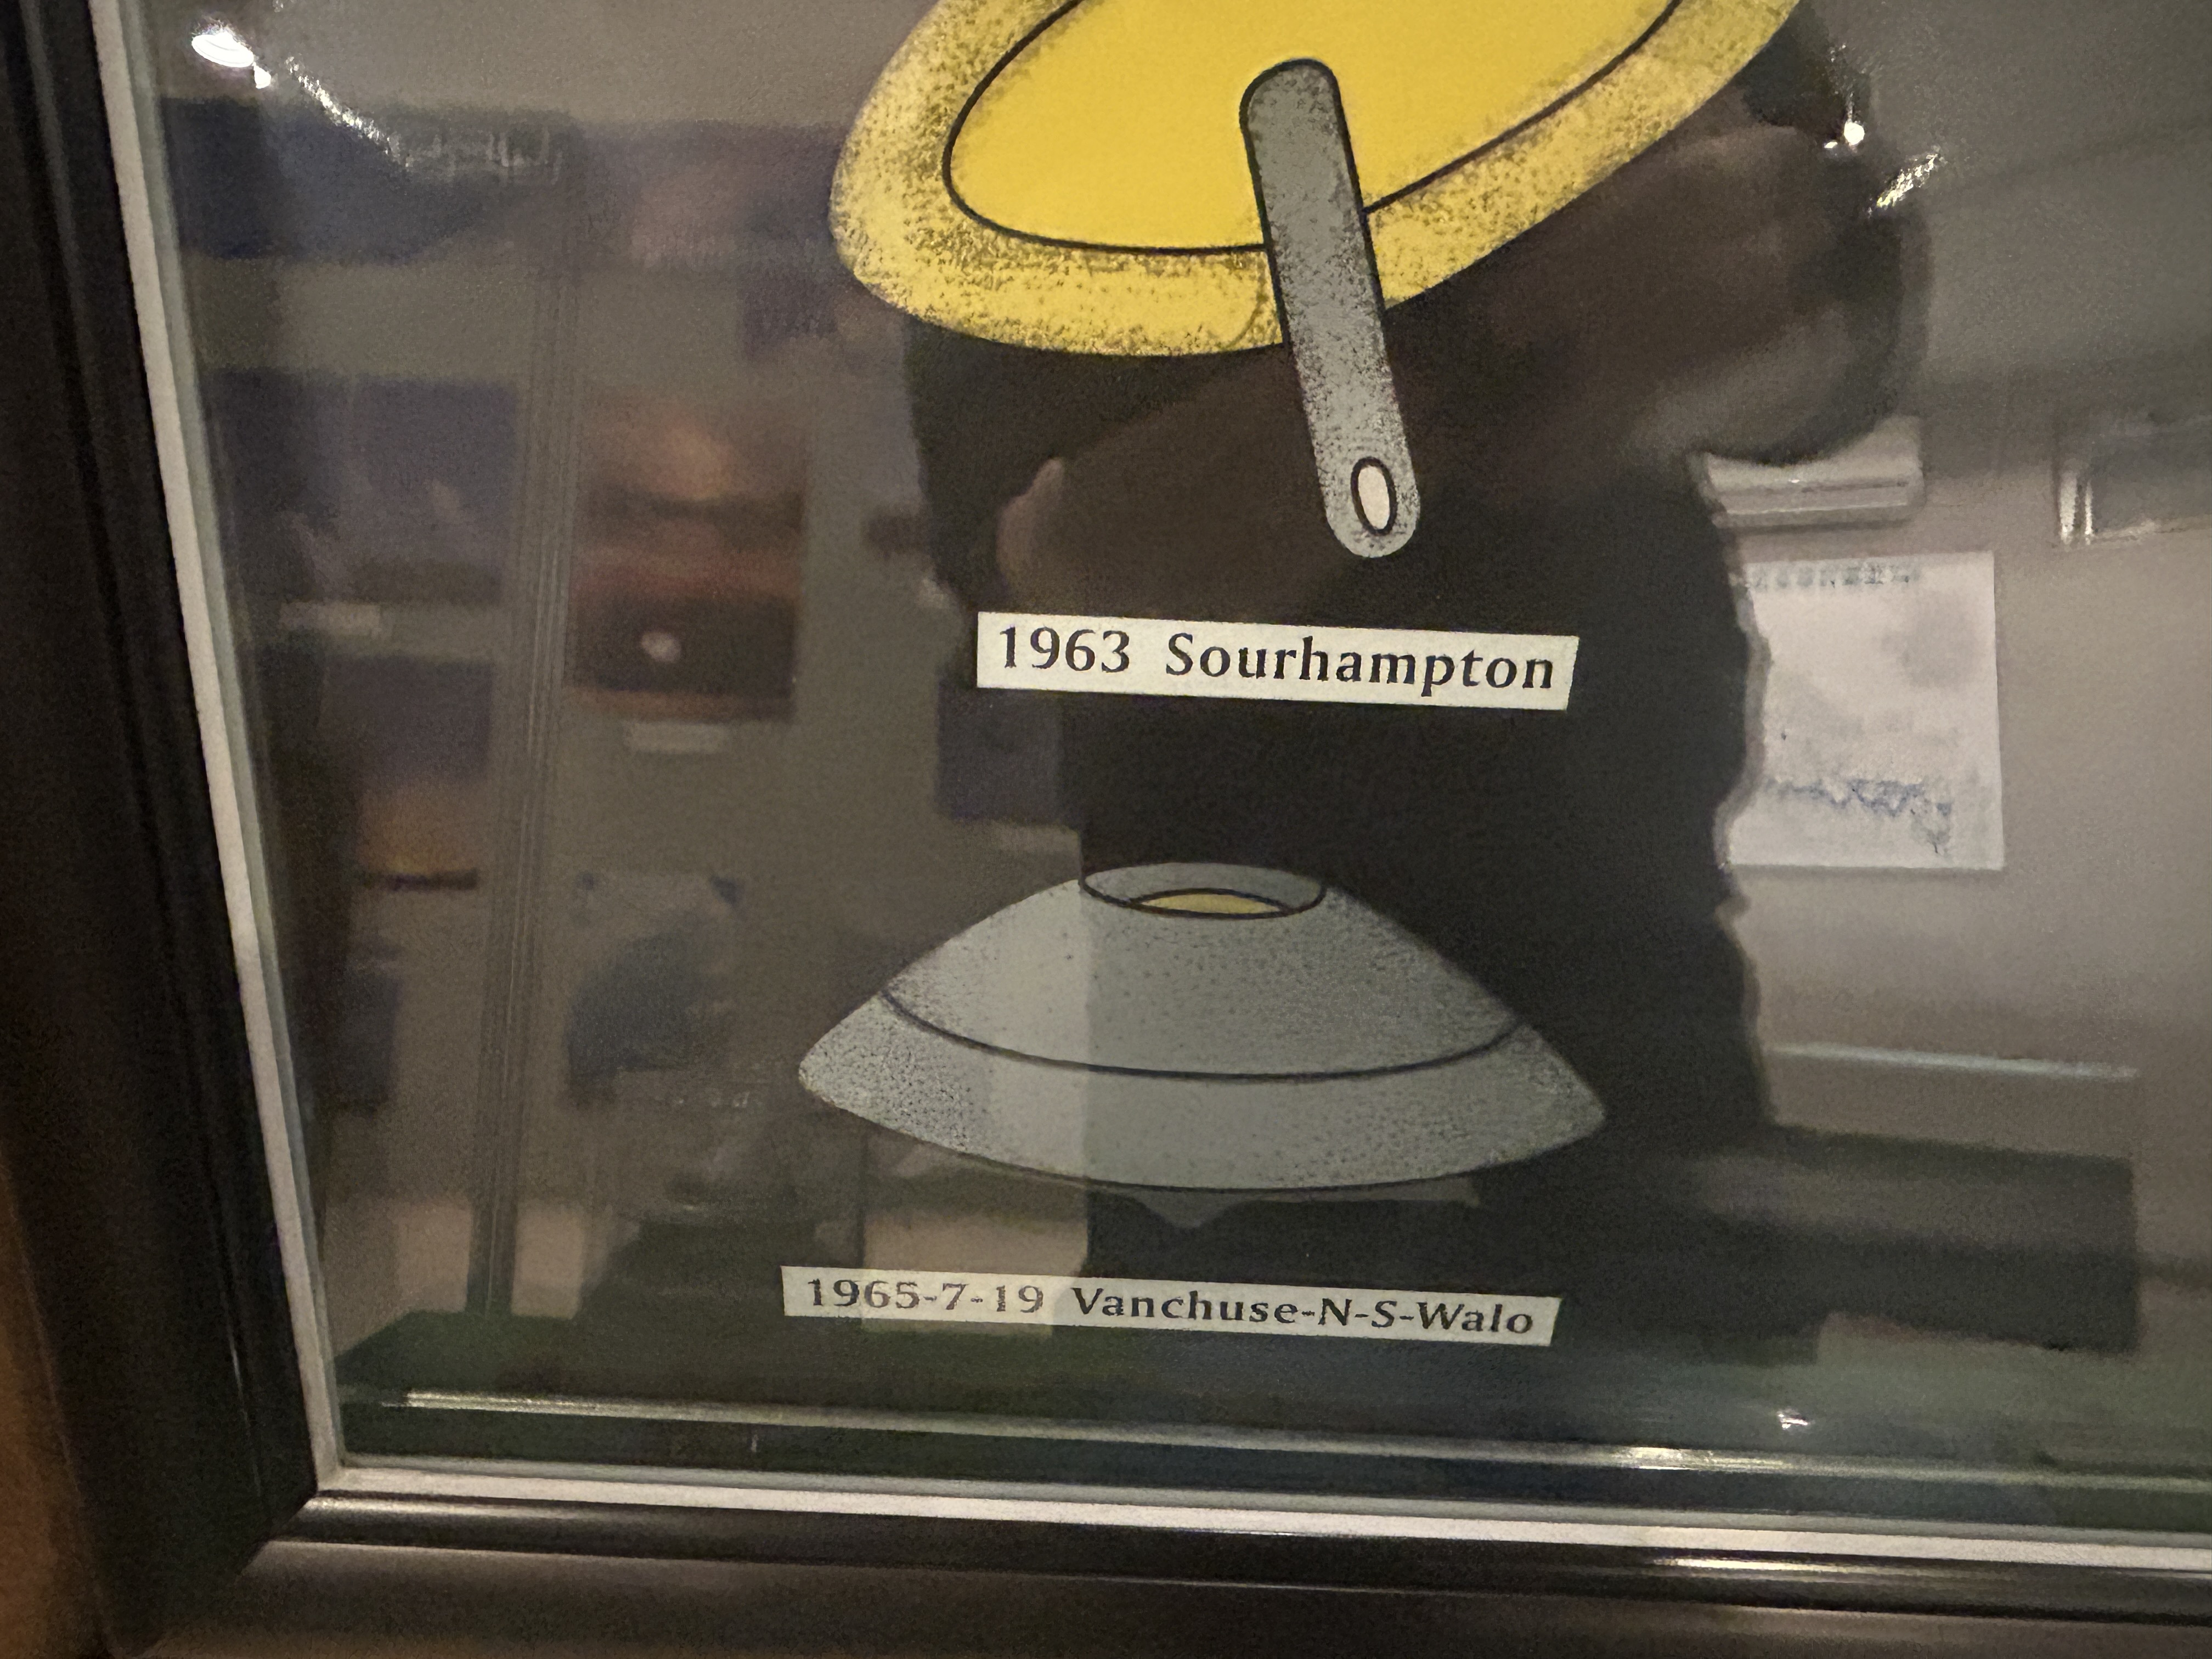 1963 Sourhampton
1965-7-19 Vanchuse-N-S-Walo